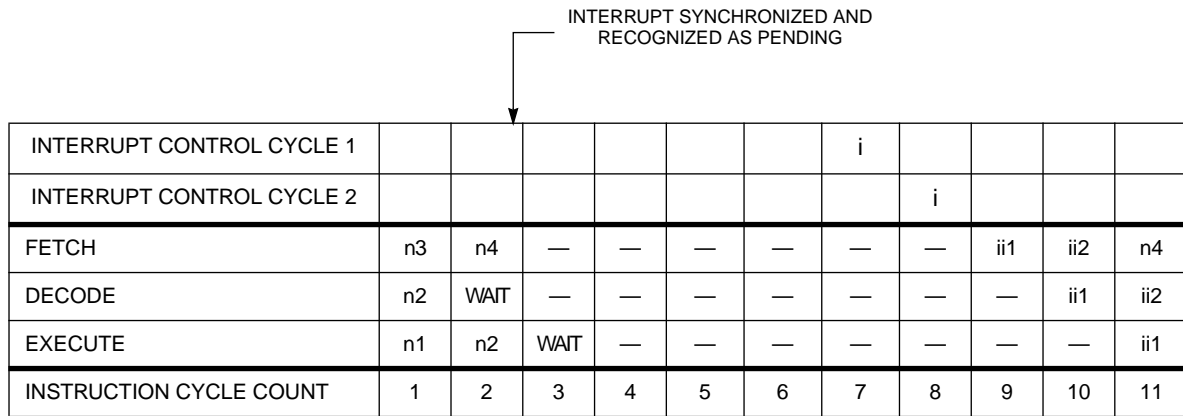 INTERRUPT SYNCHRONIZED AND
RECOGNIZED AS PENDING
INTERRUPT CONTROL CYCLE 1 i
INTERRUPT CONTROL CYCLE 2 i
FETCH n3 n4 — — — — — — ii1 ii2 n4
DECODE n2 WAIT — — — — — — — ii1 ii2
EXECUTE n1 n2 WAIT — — — — — — — ii1
INSTRUCTION CYCLE COUNT 1 2 3 4 5 6 7 8 9 10 11